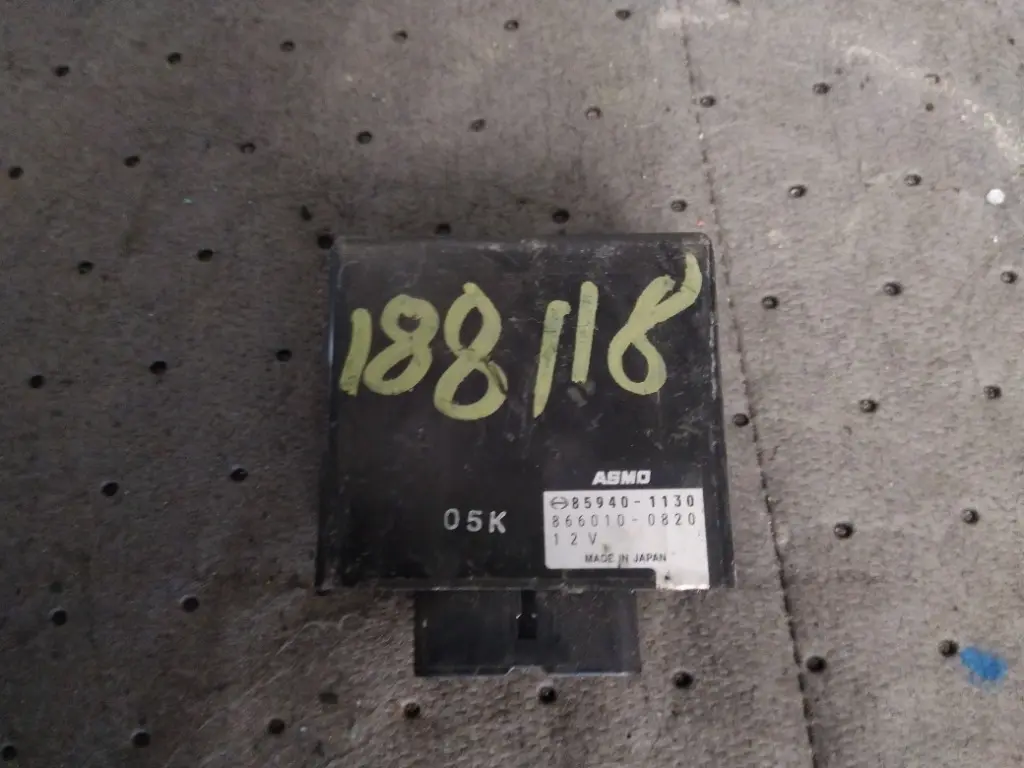 188118
ASMO
85940-1130
05K
866010-0820
12V
MADE IN JAPAN